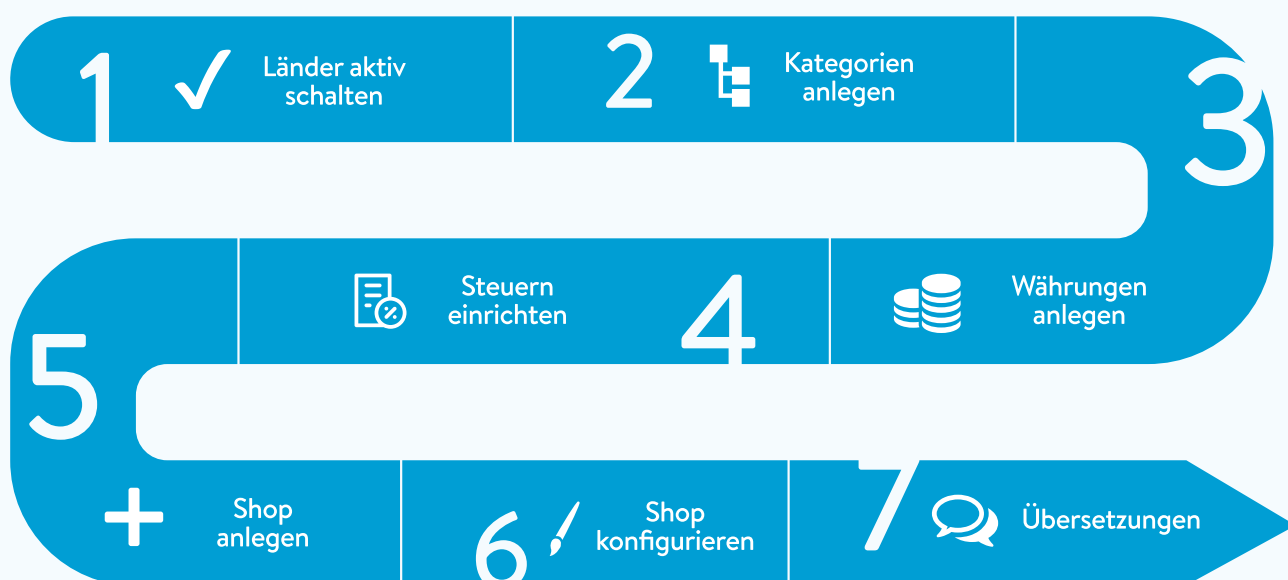 1
Länder aktiv
schalten
2
Kategorien
anlegen
3
Währungen
anlegen
4
Steuern
einrichten
5
Shop
anlegen
6
Shop
konfigurieren
7
Übersetzungen